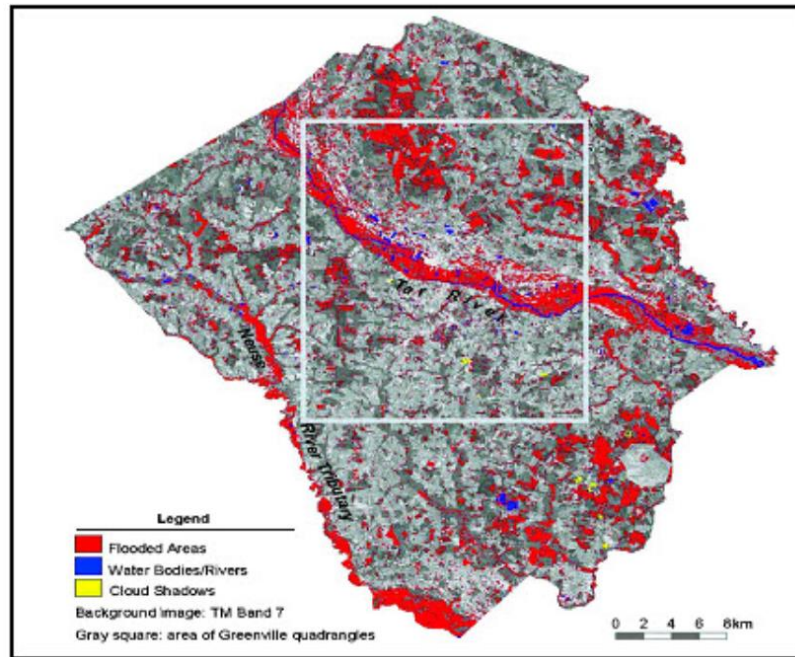 Tar River
Neuse
River Tributary
Legend
Flooded Areas
Water Bodies/Rivers
Cloud Shadows
Background image: TM Band 7
Gray square: area of Greenville quadrangles
0 2 4 6 8km